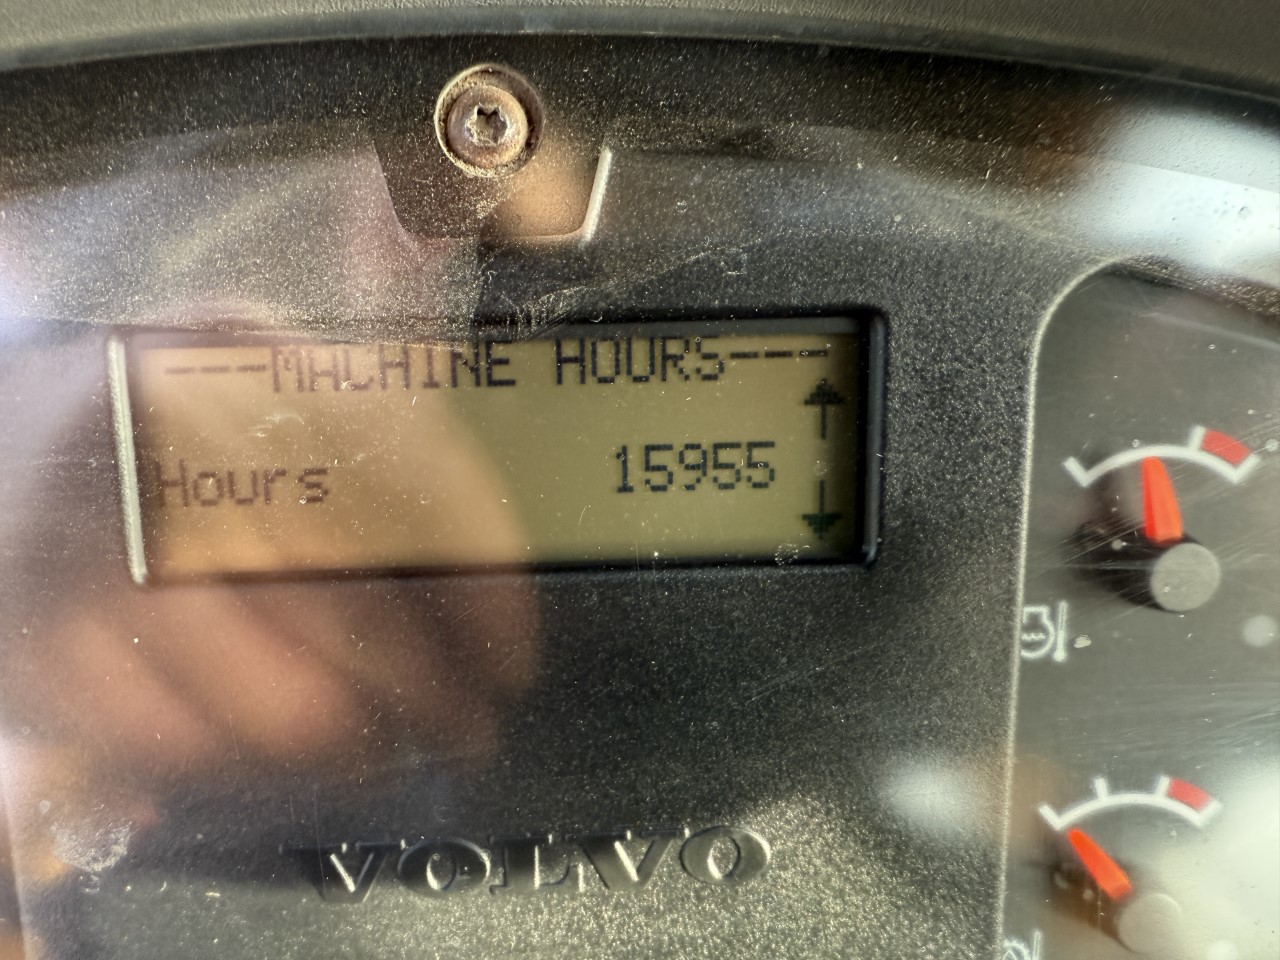 ---MACHINE HOURS---
Hours 15955
VOLVO